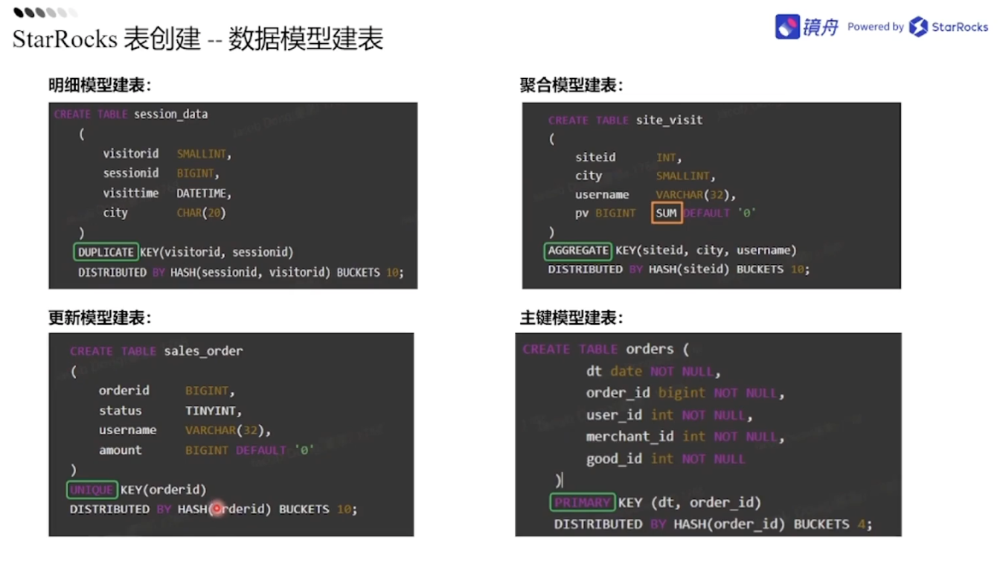 StarRocks 表创建 -- 数据模型建表
镜舟 Powered by StarRocks
明细模型建表：
CREATE TABLE session_data
(
visitorid SMALLINT,
sessionid BIGINT,
visittime DATETIME,
city CHAR(20)
)
DUPLICATE KEY(visitorid, sessionid)
DISTRIBUTED BY HASH(sessionid, visitorid) BUCKETS 10;
聚合模型建表：
CREATE TABLE site_visit
(
siteid INT,
city SMALLINT,
username VARCHAR(32),
pv BIGINT SUM DEFAULT '0'
)
AGGREGATE KEY(siteid, city, username)
DISTRIBUTED BY HASH(siteid) BUCKETS 10;
更新模型建表：
CREATE TABLE sales_order
(
orderid BIGINT,
status TINYINT,
username VARCHAR(32),
amount BIGINT DEFAULT '0'
)
UNIQUE KEY(orderid)
DISTRIBUTED BY HASH(orderid) BUCKETS 10;
主键模型建表：
CREATE TABLE orders (
dt date NOT NULL,
order_id bigint NOT NULL,
user_id int NOT NULL,
merchant_id int NOT NULL,
good_id int NOT NULL
)
PRIMARY KEY (dt, order_id)
DISTRIBUTED BY HASH(order_id) BUCKETS 4;